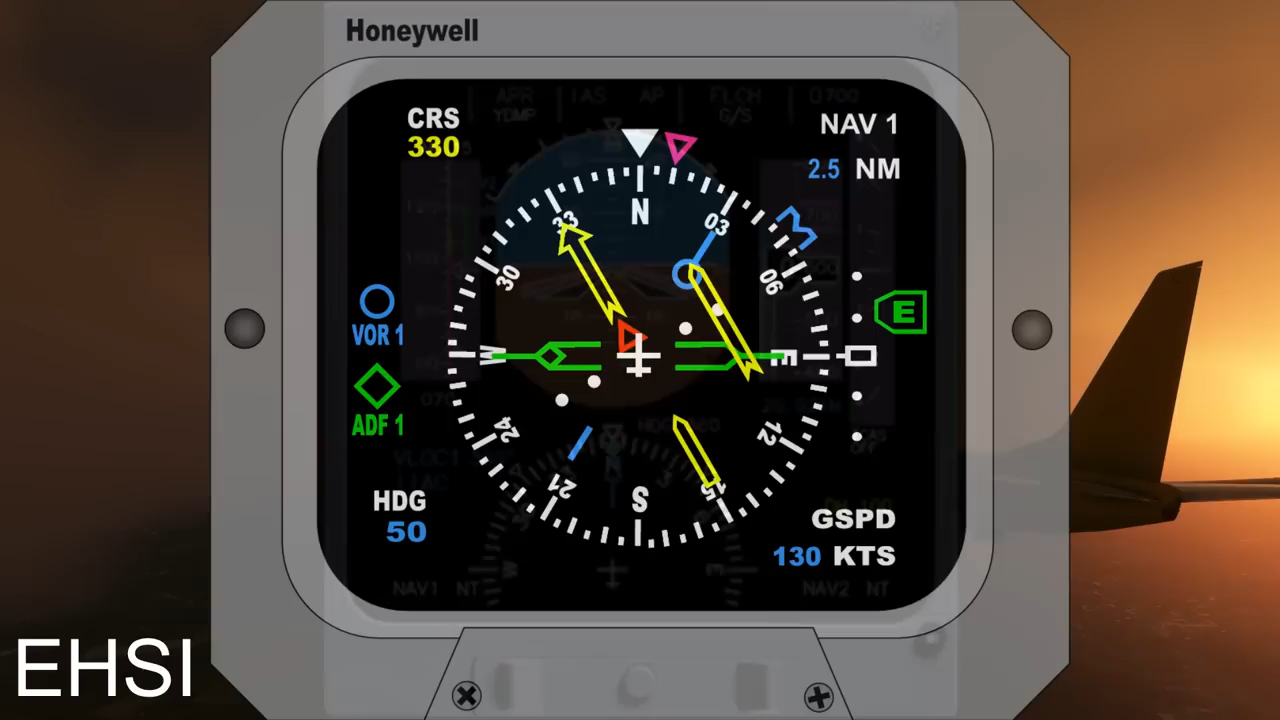 Honeywell
CRS
330
NAV 1
2.5 NM
N
33
03
30
06
W
E
24
12
21
15
S
VOR 1
ADF 1
E
HDG
50
GSPD
130 KTS
EHSI